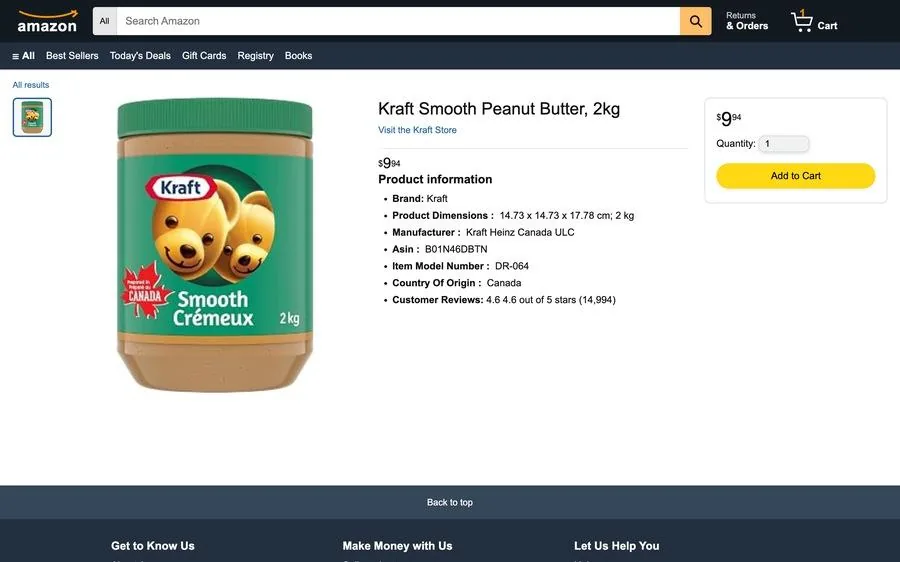 amazon
All
Search Amazon
Returns
& Orders
1
Cart
≡ All
Best Sellers
Today's Deals
Gift Cards
Registry
Books
All results
Kraft
Prepared in
Préparé au
CANADA
Smooth
Crémeux
2 kg
Kraft Smooth Peanut Butter, 2kg
Visit the Kraft Store
$994
Product information
• Brand: Kraft
• Product Dimensions : 14.73 x 14.73 x 17.78 cm; 2 kg
• Manufacturer : Kraft Heinz Canada ULC
• Asin : B01N46DBTN
• Item Model Number : DR-064
• Country Of Origin : Canada
• Customer Reviews: 4.6 4.6 out of 5 stars (14,994)
$994
Quantity: 1
Add to Cart
Back to top
Get to Know Us
Make Money with Us
Let Us Help You